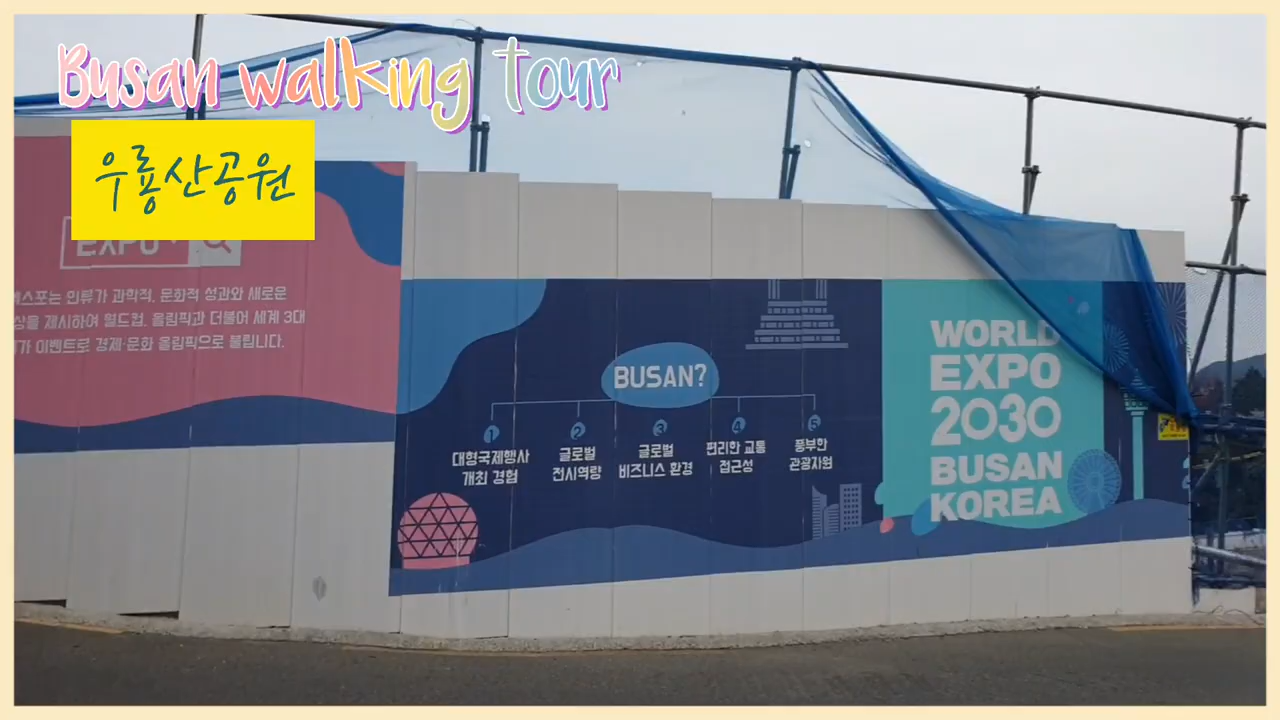 Busan walking tour
우룡산공원
EXPO
엑스포는 인류가 과학적, 문화적 성과와 새로운
상을 제시하여 월드컵, 올림픽과 더불어 세계 3대
가 이벤트로 경제·문화 올림픽으로 불립니다.
BUSAN?
1 2 3 4 5
대형국제행사 개최 경험
글로벌 전시역량
글로벌 비즈니스 환경
편리한 교통 접근성
풍부한 관광자원
WORLD
EXPO
2030
BUSAN
KOREA